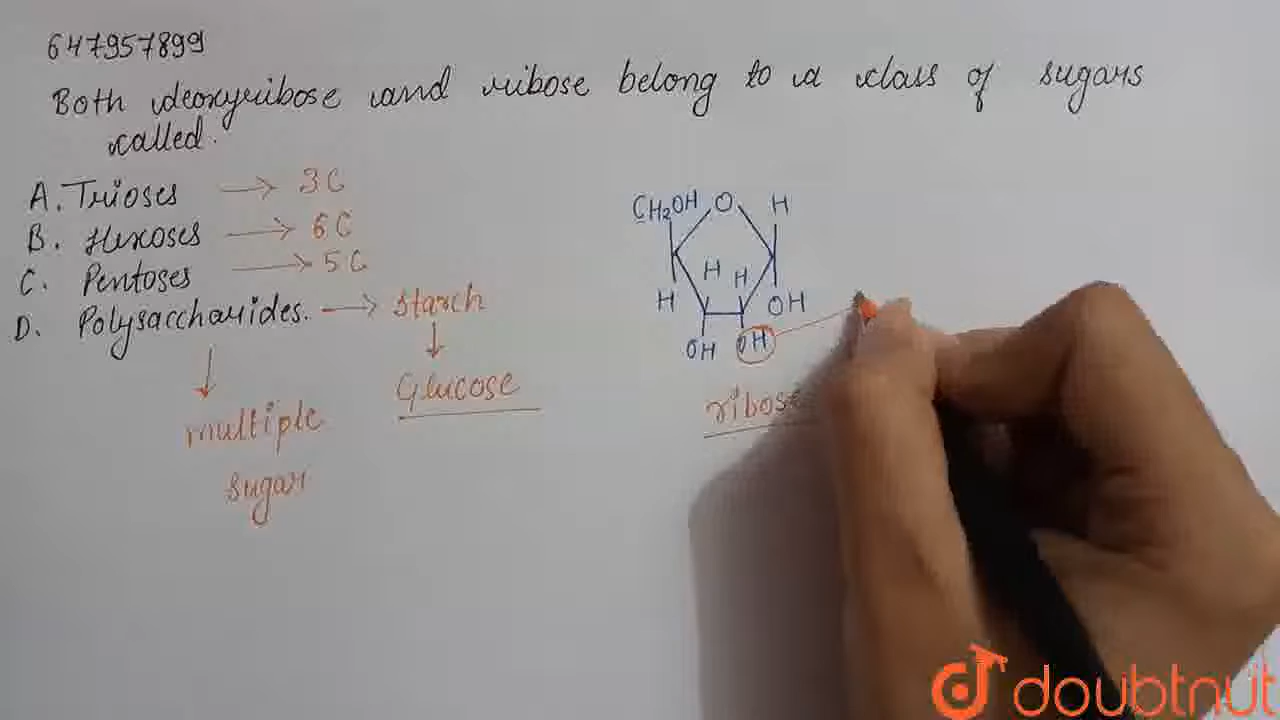 647957899
Both deoxyribose and ribose belong to a class of sugars
called.
A. Trioses → 3C
B. Hexoses → 6C
C. Pentoses → 5C
D. Polysaccharides. → starch
↓ ↓
Glucose
multiple
sugar
CH2OH O H
H H
H OH
OH OH
ribose
doubtnut